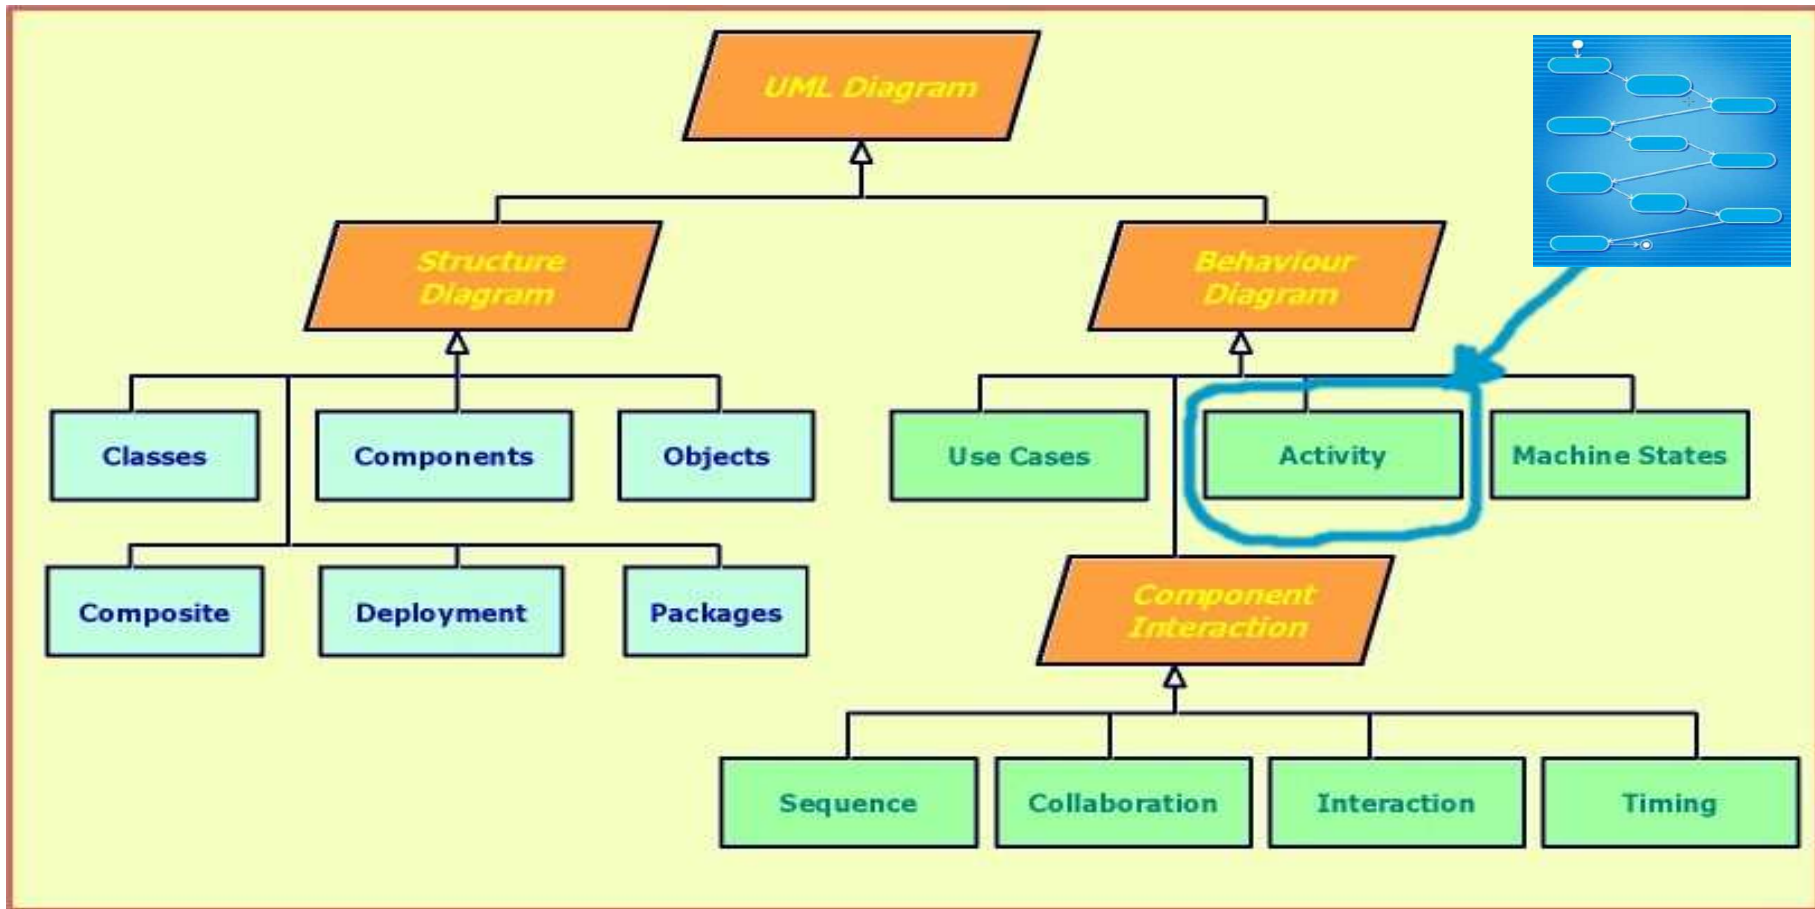 UML Diagram
Structure
Diagram
Behaviour
Diagram
Classes
Components
Objects
Use Cases
Activity
Machine States
Composite
Deployment
Packages
Component
Interaction
Sequence
Collaboration
Interaction
Timing